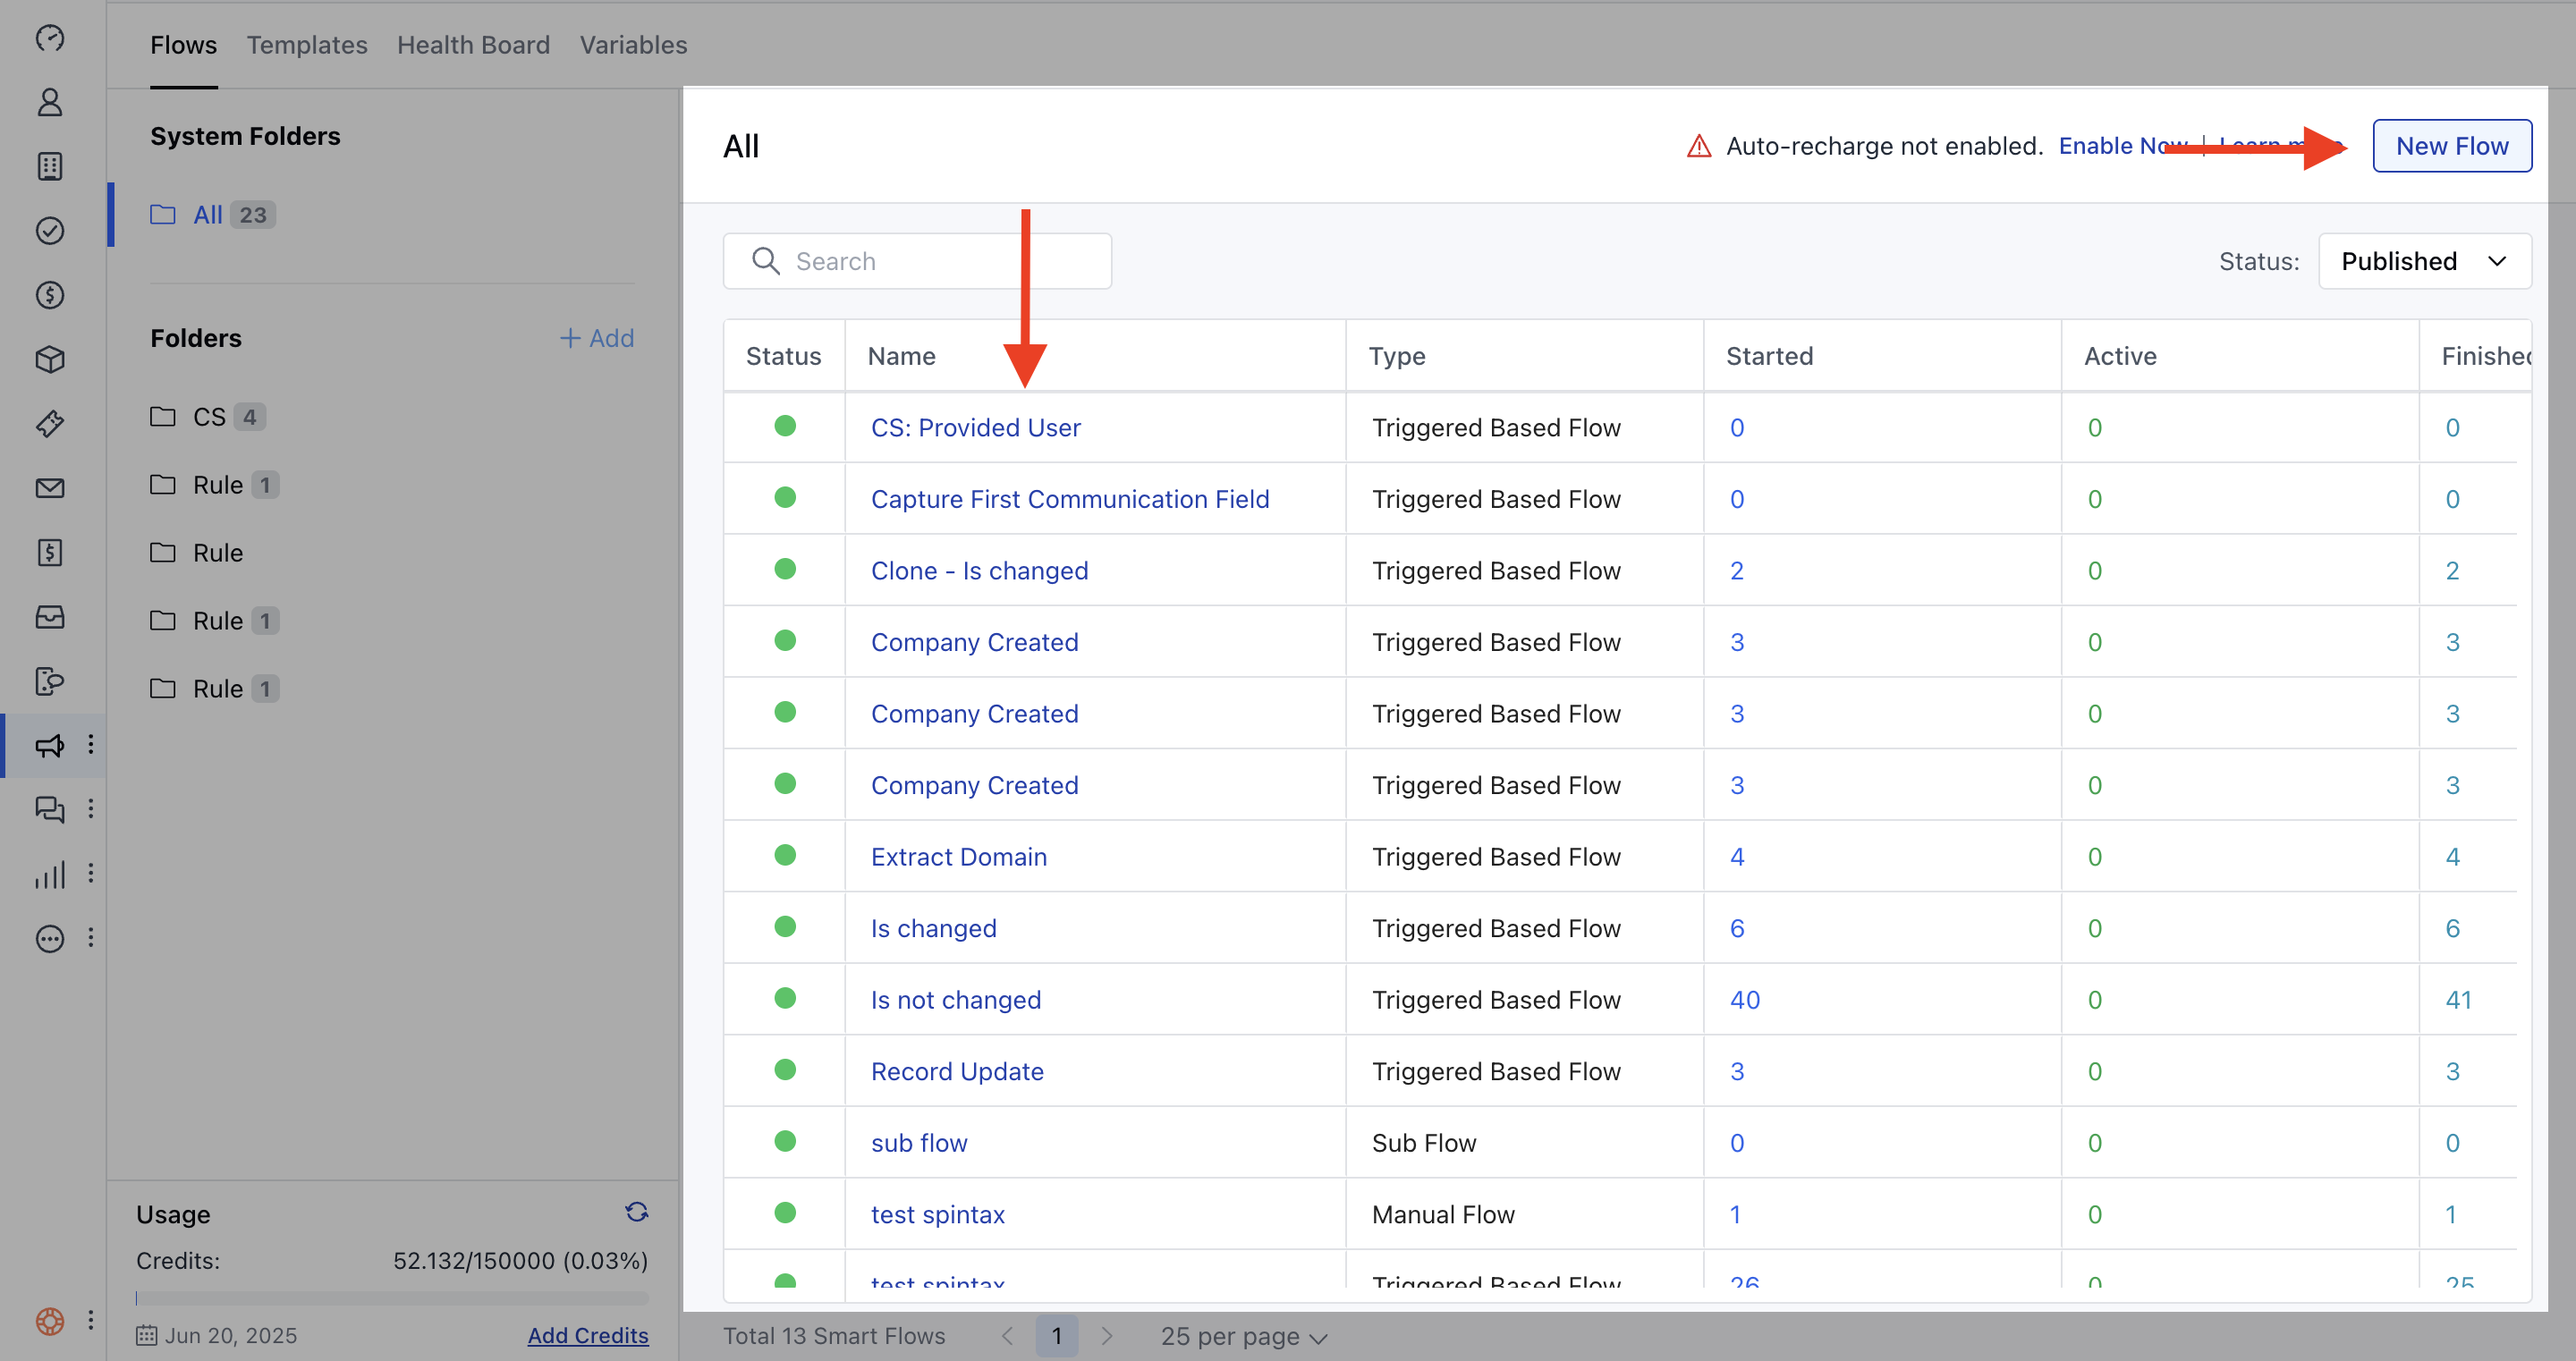 Flows Templates Health Board Variables
System Folders
All 23
Folders + Add
CS 4
Rule 1
Rule
Rule 1
Rule 1
Usage
Credits: 52.132/150000 (0.03%)
Jun 20, 2025 Add Credits
All
Auto-recharge not enabled. Enable Now | Learn more
New Flow
Search
Status: Published
Status Name Type Started Active Finished
CS: Provided User Triggered Based Flow 0 0 0
Capture First Communication Field Triggered Based Flow 0 0 0
Clone - Is changed Triggered Based Flow 2 0 2
Company Created Triggered Based Flow 3 0 3
Company Created Triggered Based Flow 3 0 3
Company Created Triggered Based Flow 3 0 3
Extract Domain Triggered Based Flow 4 0 4
Is changed Triggered Based Flow 6 0 6
Is not changed Triggered Based Flow 40 0 41
Record Update Triggered Based Flow 3 0 3
sub flow Sub Flow 0 0 0
test spintax Manual Flow 1 0 1
test spintax Triggered Based Flow 26 0 25
Total 13 Smart Flows 1 25 per page